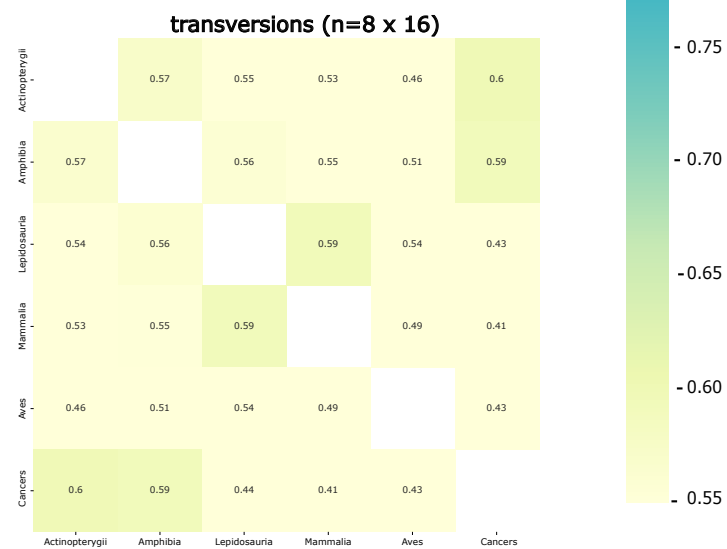 transversions (n=8 x 16)
Actinopterygii
0.57 0.55 0.53 0.46 0.6
Amphibia
0.57 0.56 0.55 0.51 0.59
Lepidosauria
0.54 0.56 0.59 0.54 0.43
Mammalia
0.53 0.55 0.59 0.49 0.41
Aves
0.46 0.51 0.54 0.49 0.43
Cancers
0.6 0.59 0.44 0.41 0.43
Actinopterygii Amphibia Lepidosauria Mammalia Aves Cancers
0.75
0.70
0.65
0.60
0.55